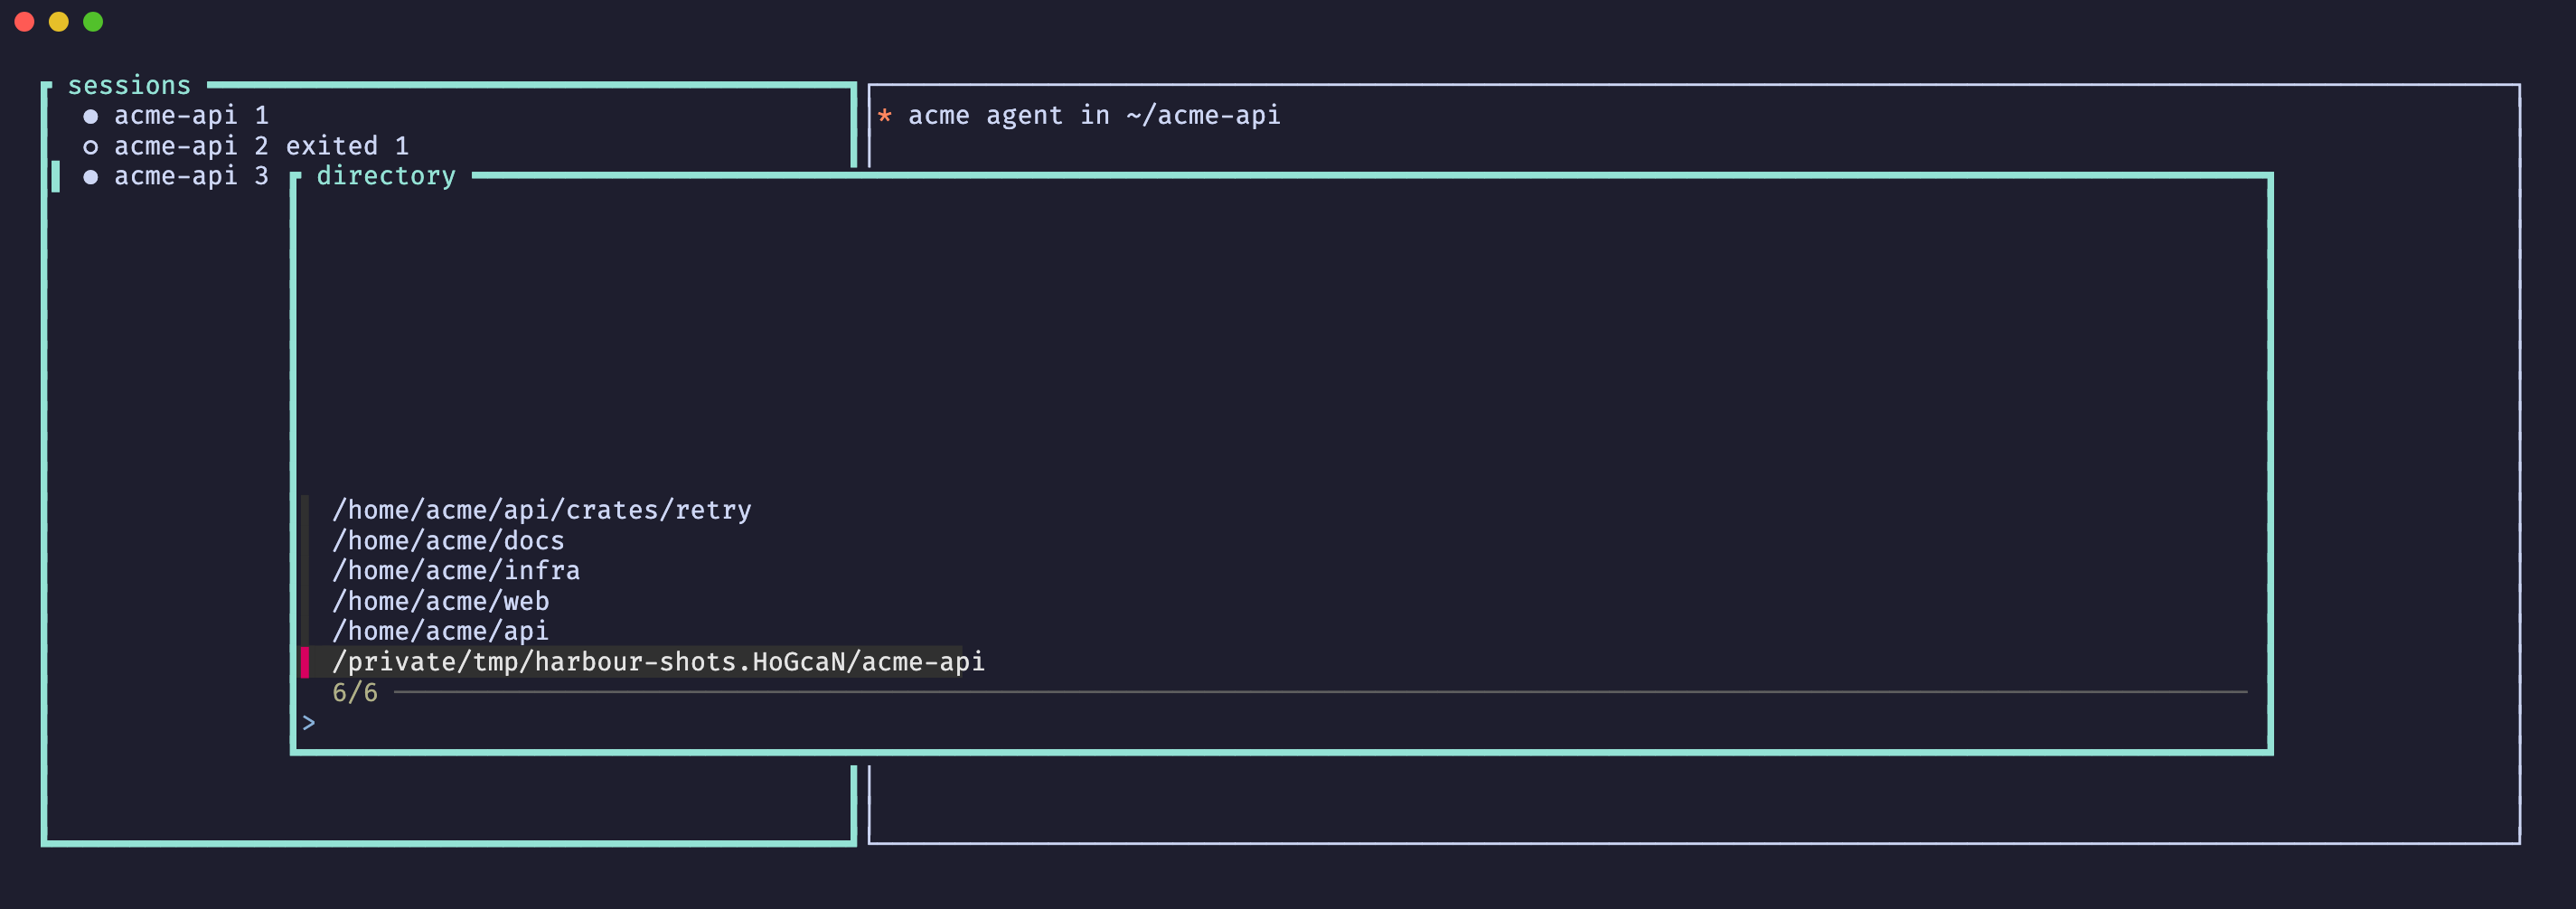 sessions
● acme-api 1
○ acme-api 2 exited 1
● acme-api 3
* acme agent in ~/acme-api
directory
/home/acme/api/crates/retry
/home/acme/docs
/home/acme/infra
/home/acme/web
/home/acme/api
/private/tmp/harbour-shots.HoGcaN/acme-api
6/6
>